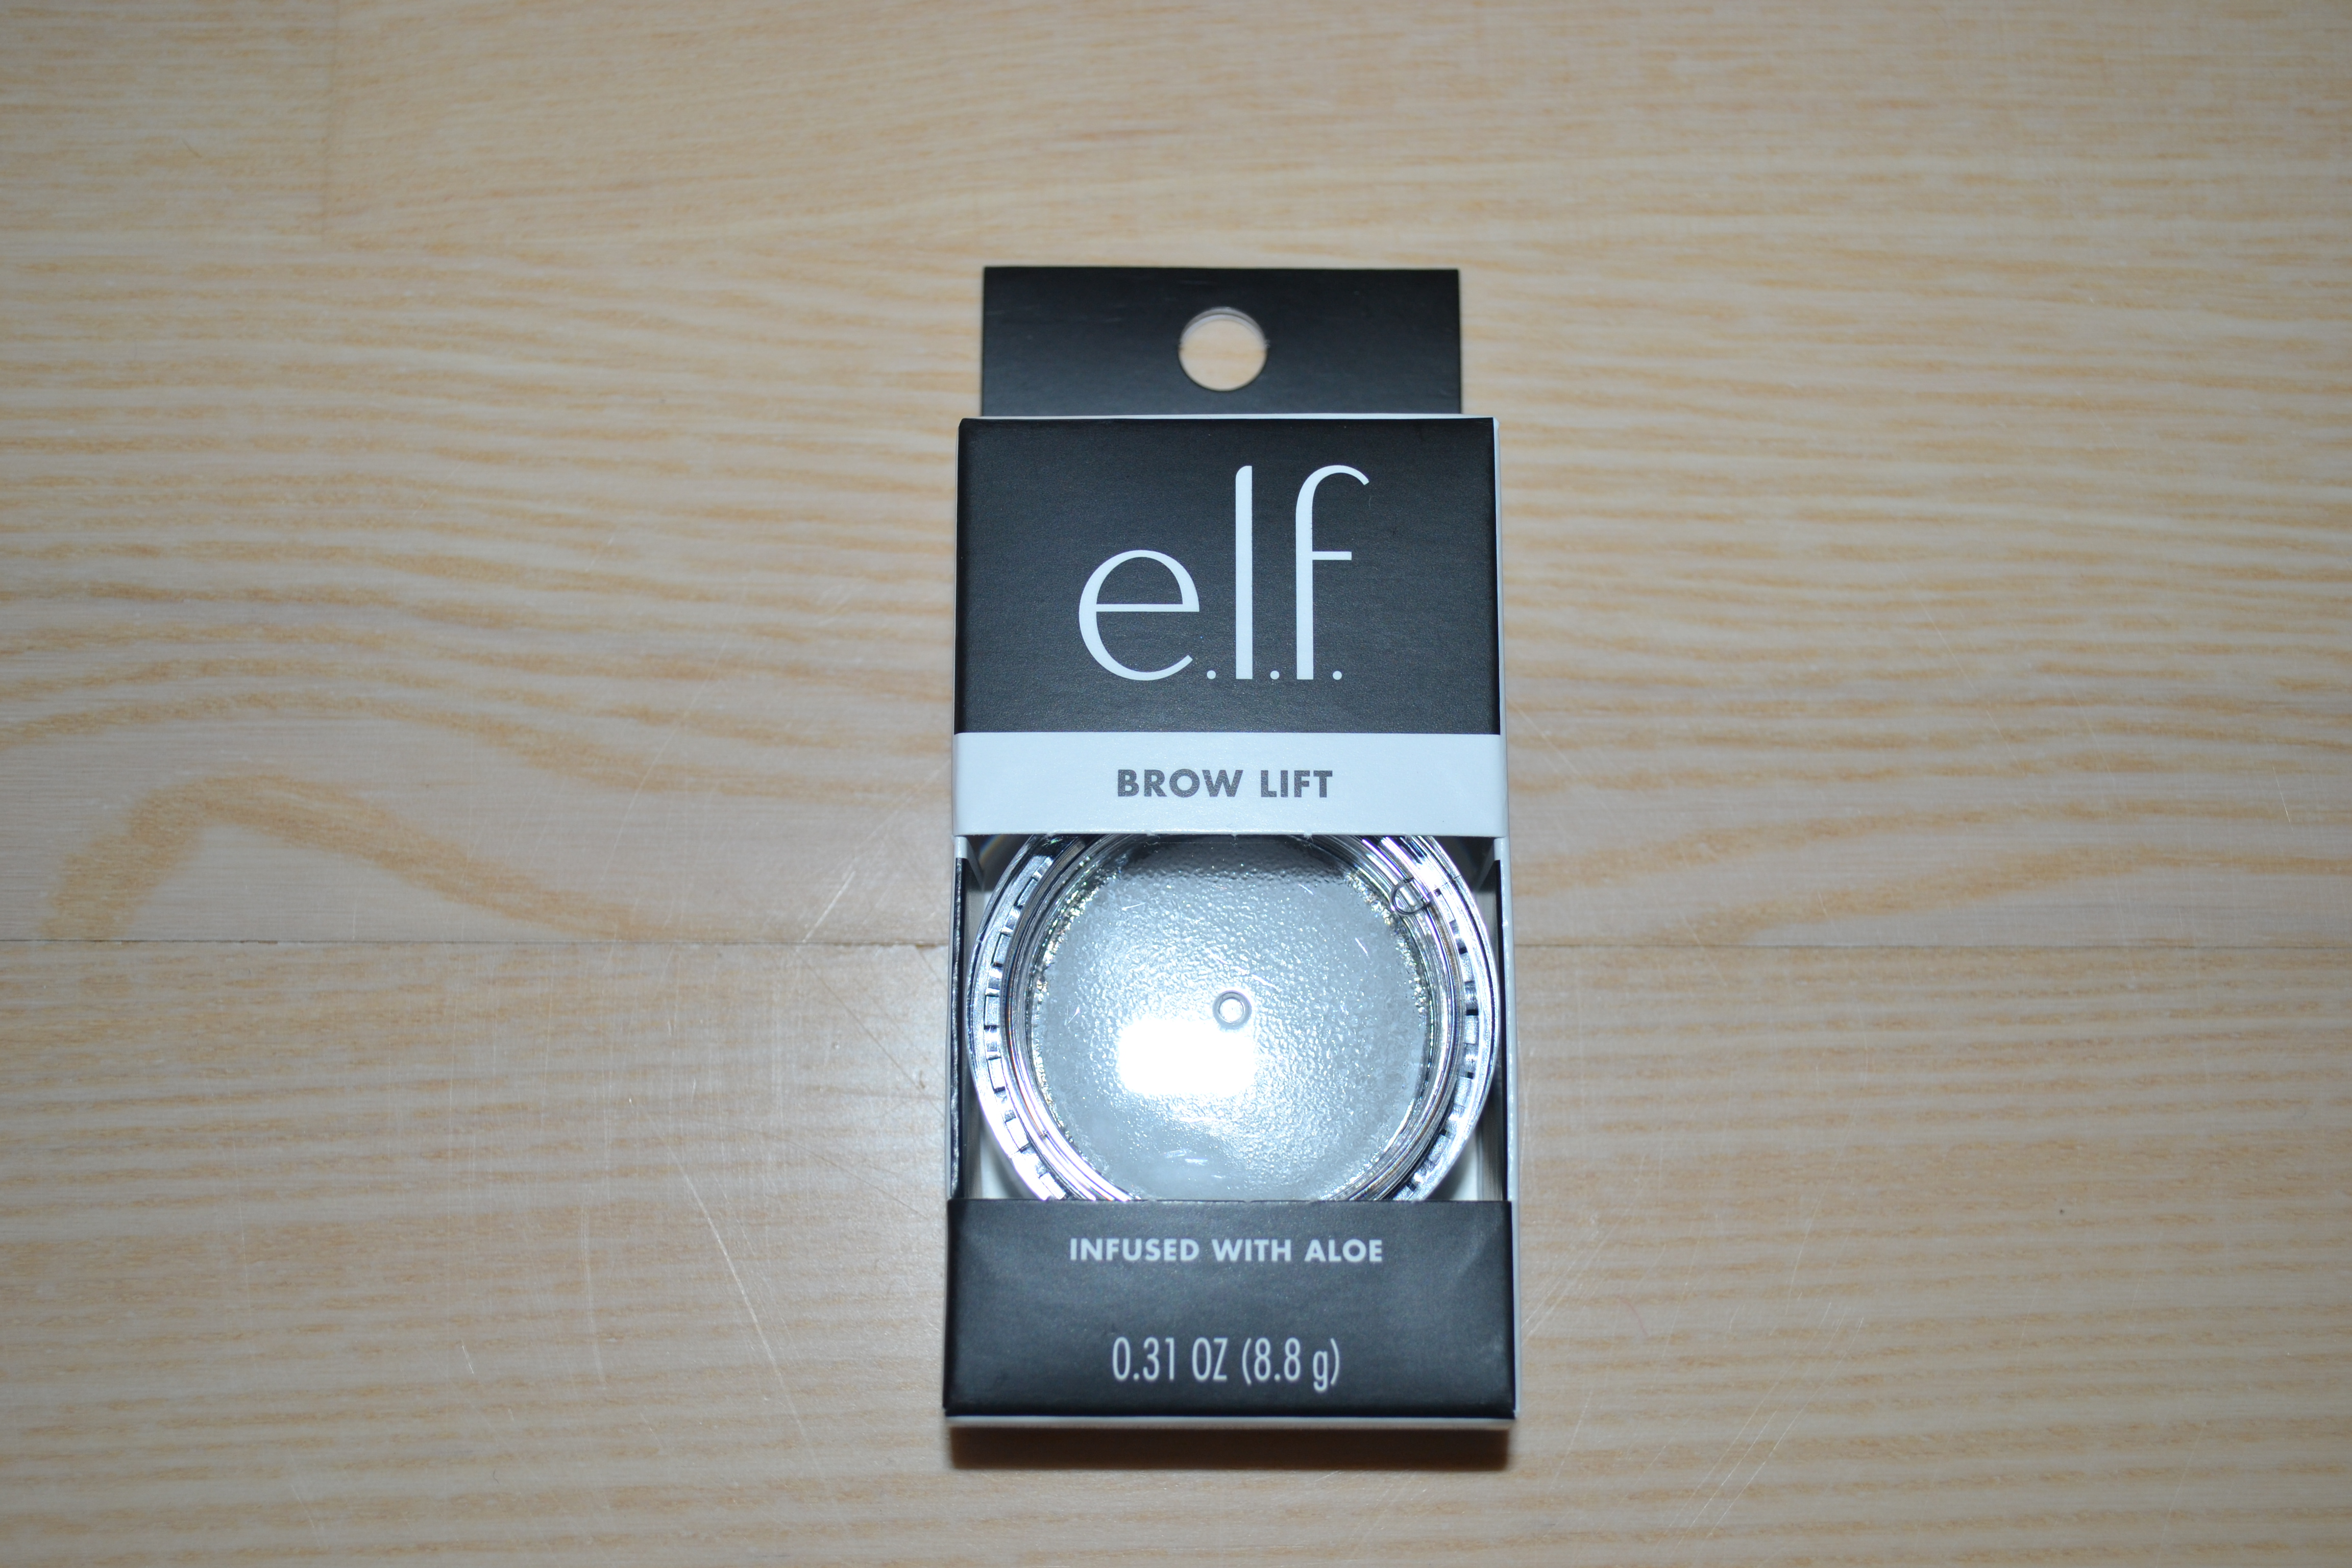 e.l.f.
BROW LIFT
INFUSED WITH ALOE
0.31 OZ (8.8 g)